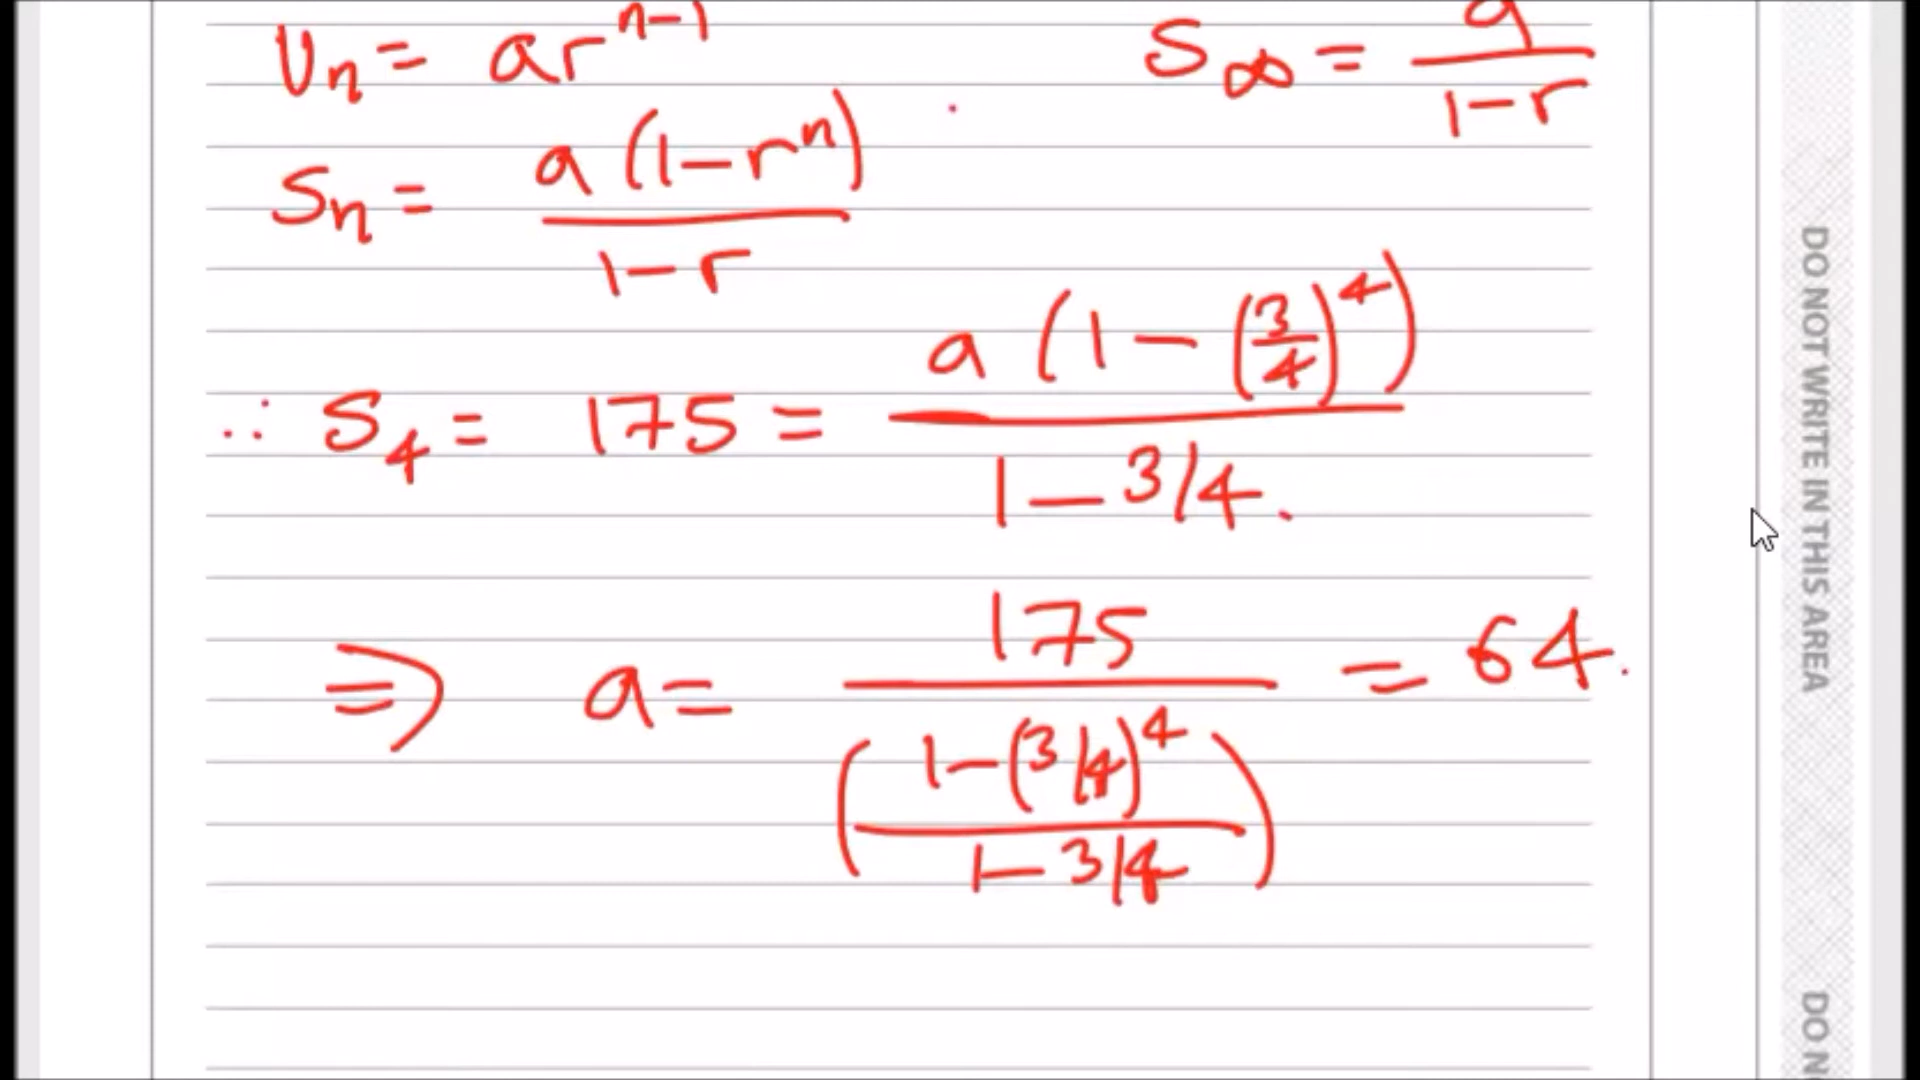 Un = ar^(n-1) S∞ = a/(1-r)
Sn = a(1-r^n)/(1-r)
∴ S4 = 175 = a(1-(3/4)^4)/(1-3/4).
⇒ a = 175/((1-(3/4)^4)/(1-3/4)) = 64.
DO NOT WRITE IN THIS AREA
DO N